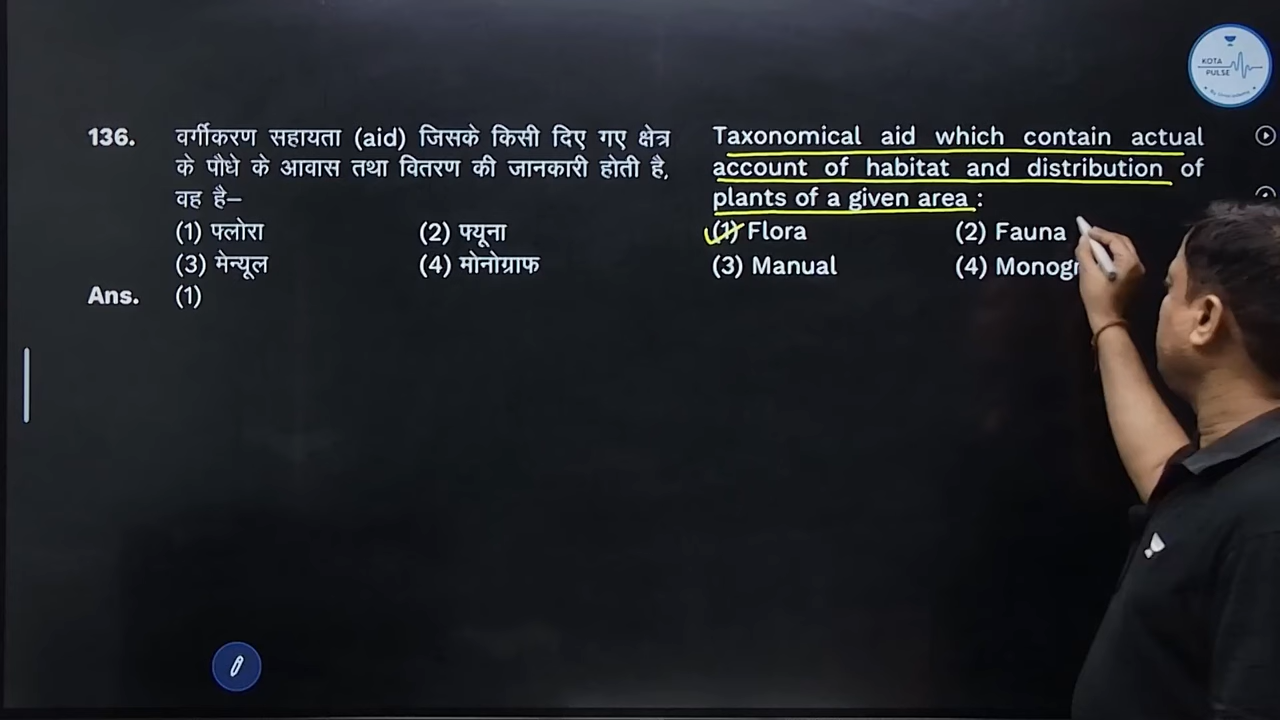 KOTA
PULSE
136. वर्गीकरण सहायता (aid) जिसके किसी दिए गए क्षेत्र
के पौधे के आवास तथा वितरण की जानकारी होती है,
वह है–
(1) फ्लोरा (2) फ्यूना
(3) मेन्यूल (4) मोनोग्राफ
Ans. (1)
Taxonomical aid which contain actual
account of habitat and distribution of
plants of a given area :
(1) Flora (2) Fauna
(3) Manual (4)